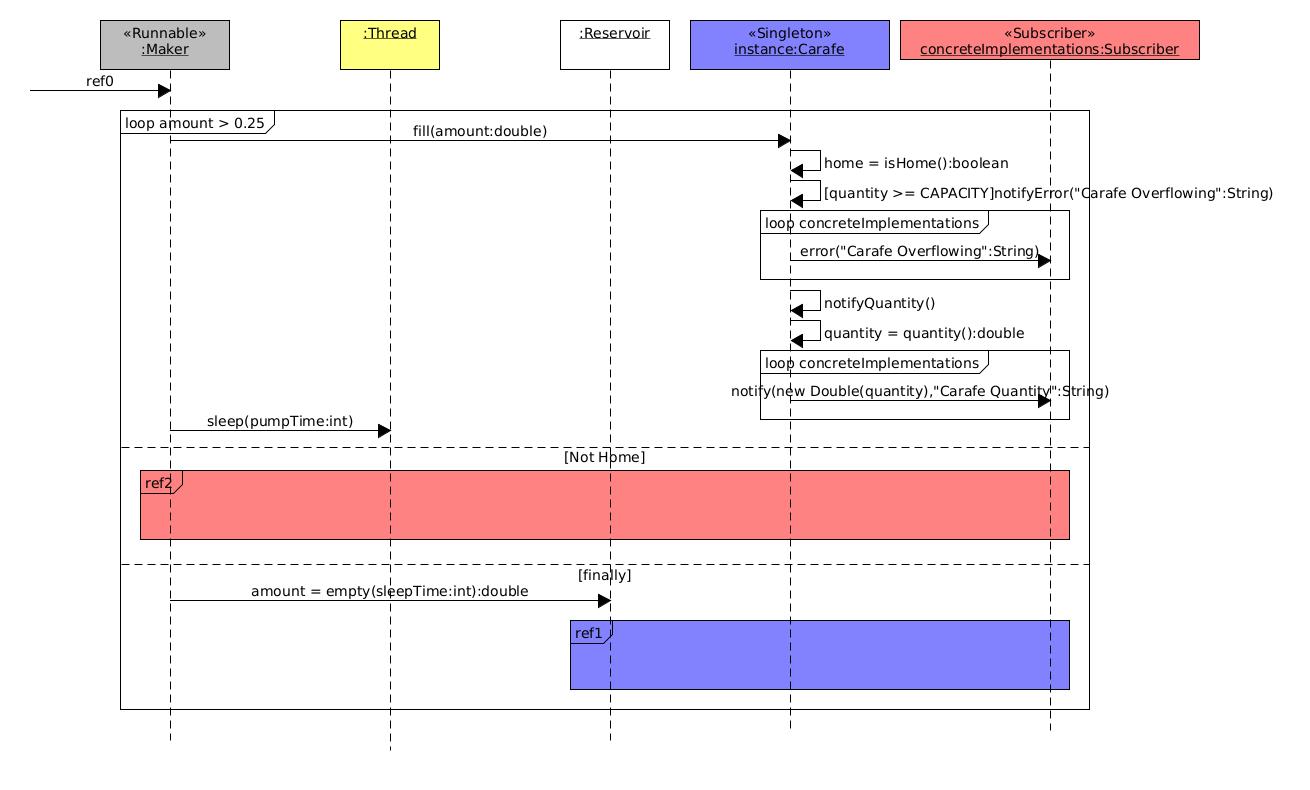 «Runnable»
:Maker
:Thread
:Reservoir
«Singleton»
instance:Carafe
«Subscriber»
concreteImplementations:Subscriber
ref0
loop amount > 0.25
fill(amount:double)
home = isHome():boolean
[quantity >= CAPACITY]notifyError("Carafe Overflowing":String)
loop concreteImplementations
error("Carafe Overflowing":String)
notifyQuantity()
quantity = quantity():double
loop concreteImplementations
notify(new Double(quantity),"Carafe Quantity":String)
sleep(pumpTime:int)
[Not Home]
ref2
[finally]
amount = empty(sleepTime:int):double
ref1